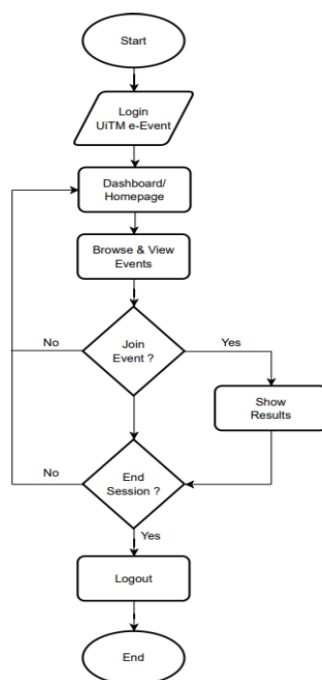 Start
Login
UiTM e-Event
Dashboard/
Homepage
Browse & View
Events
No
Join
Event ?
Yes
Show
Results
No
End
Session ?
Yes
Logout
End